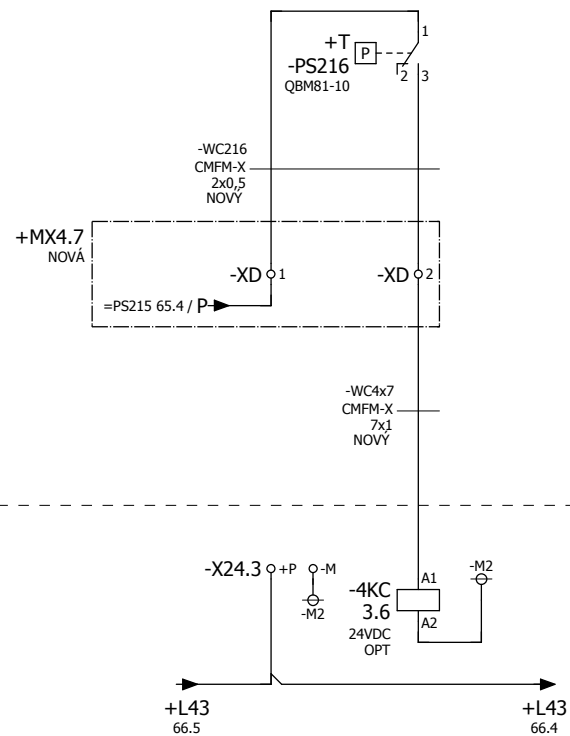 1
+T
P
-PS216
2 3
QBM81-10
-WC216
CMFM-X
2x0,5
NOVÝ
+MX4.7
NOVÁ
-XD 1
-XD 2
=PS215 65.4 / P
-WC4x7
CMFM-X
7x1
NOVÝ
-X24.3 +P -M
-M2
-4KC
3.6
24VDC
OPT
A1
A2
-M2
+L43
66.5
+L43
66.4